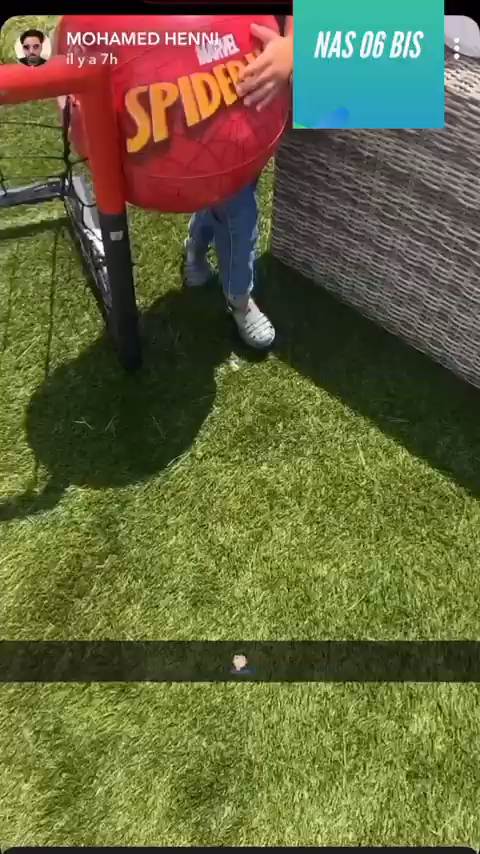 MOHAMED HENNI
il y a 7h
NAS 06 BIS
MARVEL
SPIDER